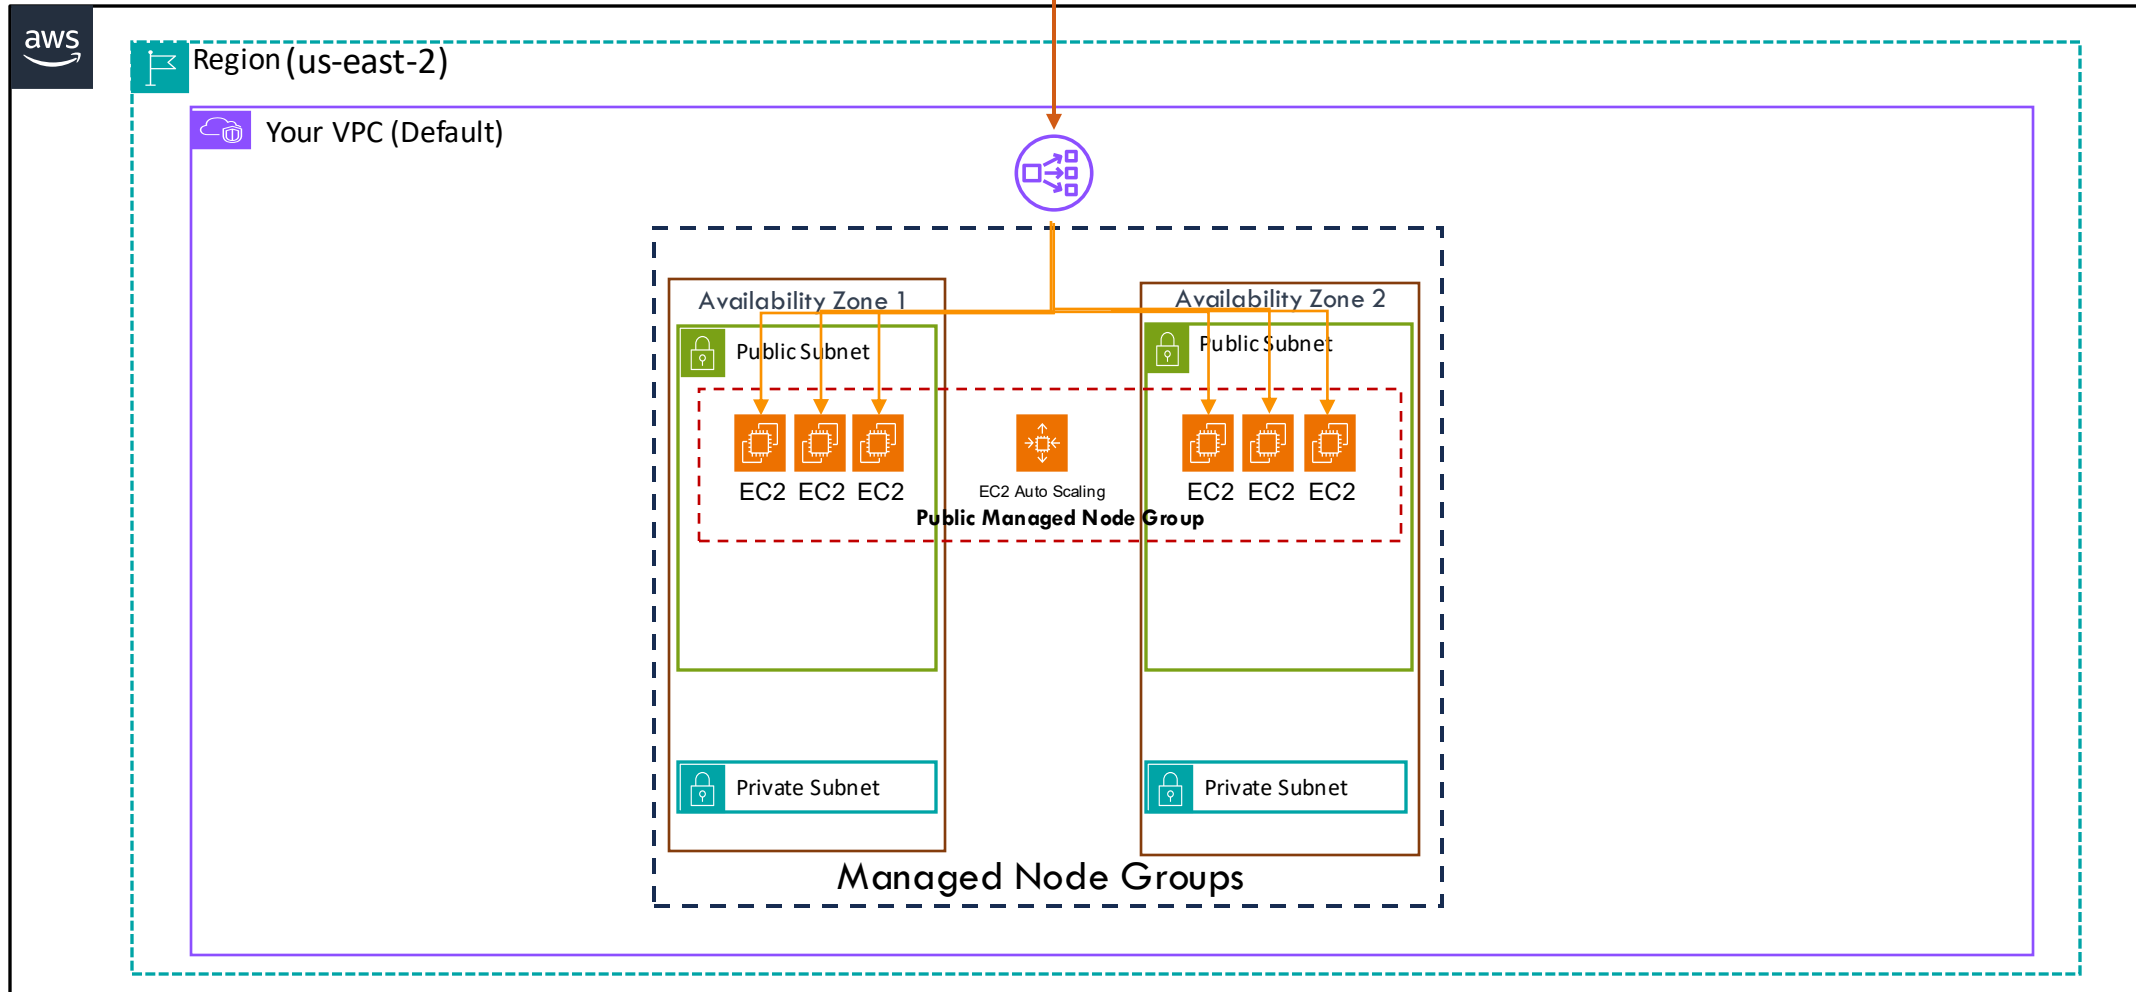 aws
Region (us-east-2)
Your VPC (Default)
Availability Zone 1
Availability Zone 2
Public Subnet
Public Subnet
EC2 EC2 EC2
EC2 Auto Scaling
EC2 EC2 EC2
Public Managed Node Group
Private Subnet
Private Subnet
Managed Node Groups